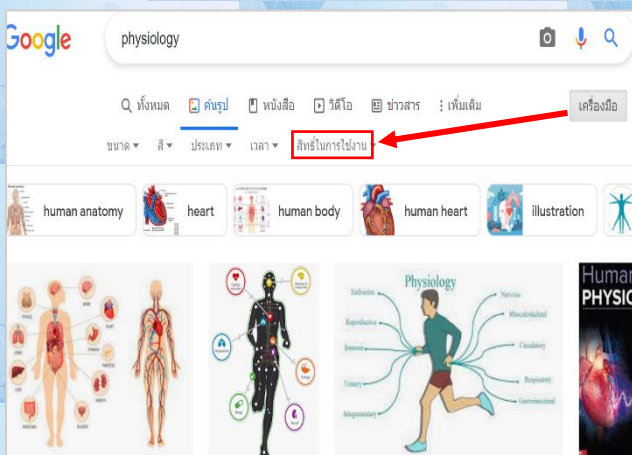 Google
physiology
ทั้งหมด ค้นรูป หนังสือ วิดีโอ ข่าวสาร เพิ่มเติม เครื่องมือ
ขนาด สี ประเภท เวลา สิทธิ์ในการใช้งาน
human anatomy heart human body human heart illustration
Physiology
Endocrine
Reproductive
Immune
Urinary
Integumentary
Nervous
Musculoskeletal
Circulatory
Respiratory
Gastrointestinal
Human
PHYSIO